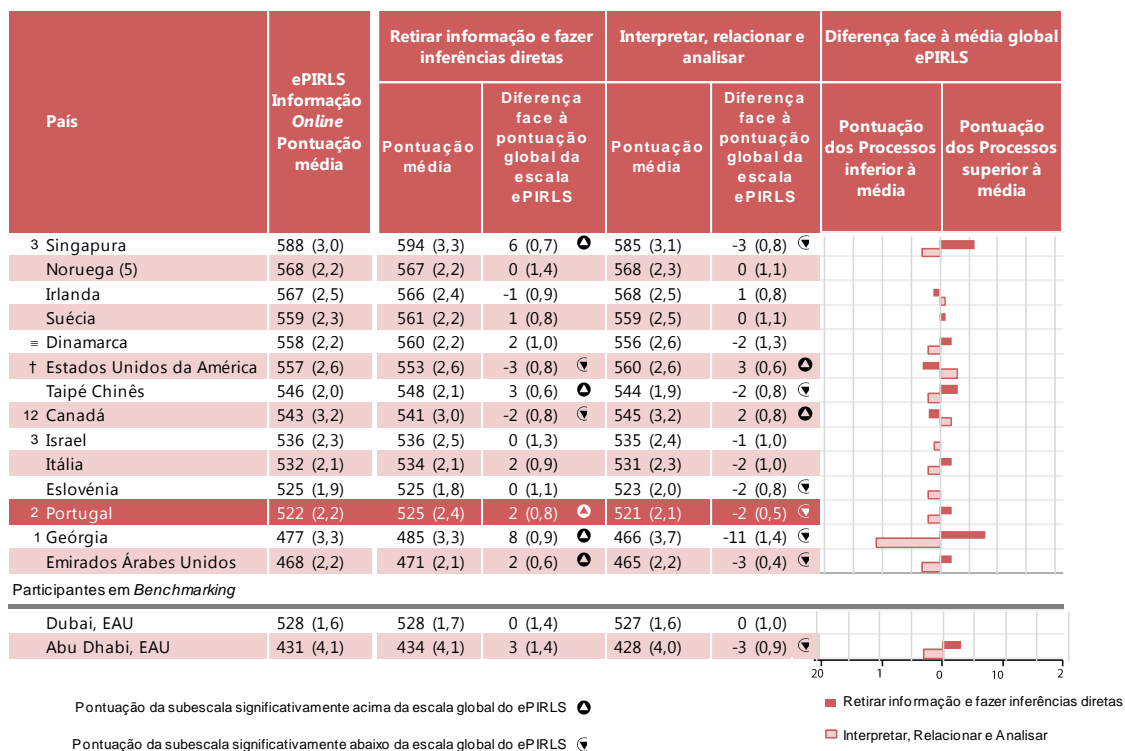 País
ePIRLS
Informação
Online
Pontuação
média
Retirar informação e fazer
inferências diretas
Interpretar, relacionar e
analisar
Diferença face à média global
ePIRLS
Pontuação
média
Diferença
face à
pontuação
global da
escala
ePIRLS
Pontuação
média
Diferença
face à
pontuação
global da
escala
ePIRLS
Pontuação
dos Processos
inferior à
média
Pontuação
dos Processos
superior à
média
3 Singapura 588 (3,0) 594 (3,3) 6 (0,7) 585 (3,1) -3 (0,8)
Noruega (5) 568 (2,2) 567 (2,2) 0 (1,4) 568 (2,3) 0 (1,1)
Irlanda 567 (2,5) 566 (2,4) -1 (0,9) 568 (2,5) 1 (0,8)
Suécia 559 (2,3) 561 (2,2) 1 (0,8) 559 (2,5) 0 (1,1)
≡ Dinamarca 558 (2,2) 560 (2,2) 2 (1,0) 556 (2,6) -2 (1,3)
† Estados Unidos da América 557 (2,6) 553 (2,6) -3 (0,8) 560 (2,6) 3 (0,6)
Taipé Chinês 546 (2,0) 548 (2,1) 3 (0,6) 544 (1,9) -2 (0,8)
12 Canadá 543 (3,2) 541 (3,0) -2 (0,8) 545 (3,2) 2 (0,8)
3 Israel 536 (2,3) 536 (2,5) 0 (1,3) 535 (2,4) -1 (1,0)
Itália 532 (2,1) 534 (2,1) 2 (0,9) 531 (2,3) -2 (1,0)
Eslovénia 525 (1,9) 525 (1,8) 0 (1,1) 523 (2,0) -2 (0,8)
2 Portugal 522 (2,2) 525 (2,4) 2 (0,8) 521 (2,1) -2 (0,5)
1 Geórgia 477 (3,3) 485 (3,3) 8 (0,9) 466 (3,7) -11 (1,4)
Emirados Árabes Unidos 468 (2,2) 471 (2,1) 2 (0,6) 465 (2,2) -3 (0,4)
Participantes em Benchmarking
Dubai, EAU 528 (1,6) 528 (1,7) 0 (1,4) 527 (1,6) 0 (1,0)
Abu Dhabi, EAU 431 (4,1) 434 (4,1) 3 (1,4) 428 (4,0) -3 (0,9)
20 1 0 10 2
Pontuação da subescala significativamente acima da escala global do ePIRLS
Pontuação da subescala significativamente abaixo da escala global do ePIRLS
Retirar informação e fazer inferências diretas
Interpretar, Relacionar e Analisar